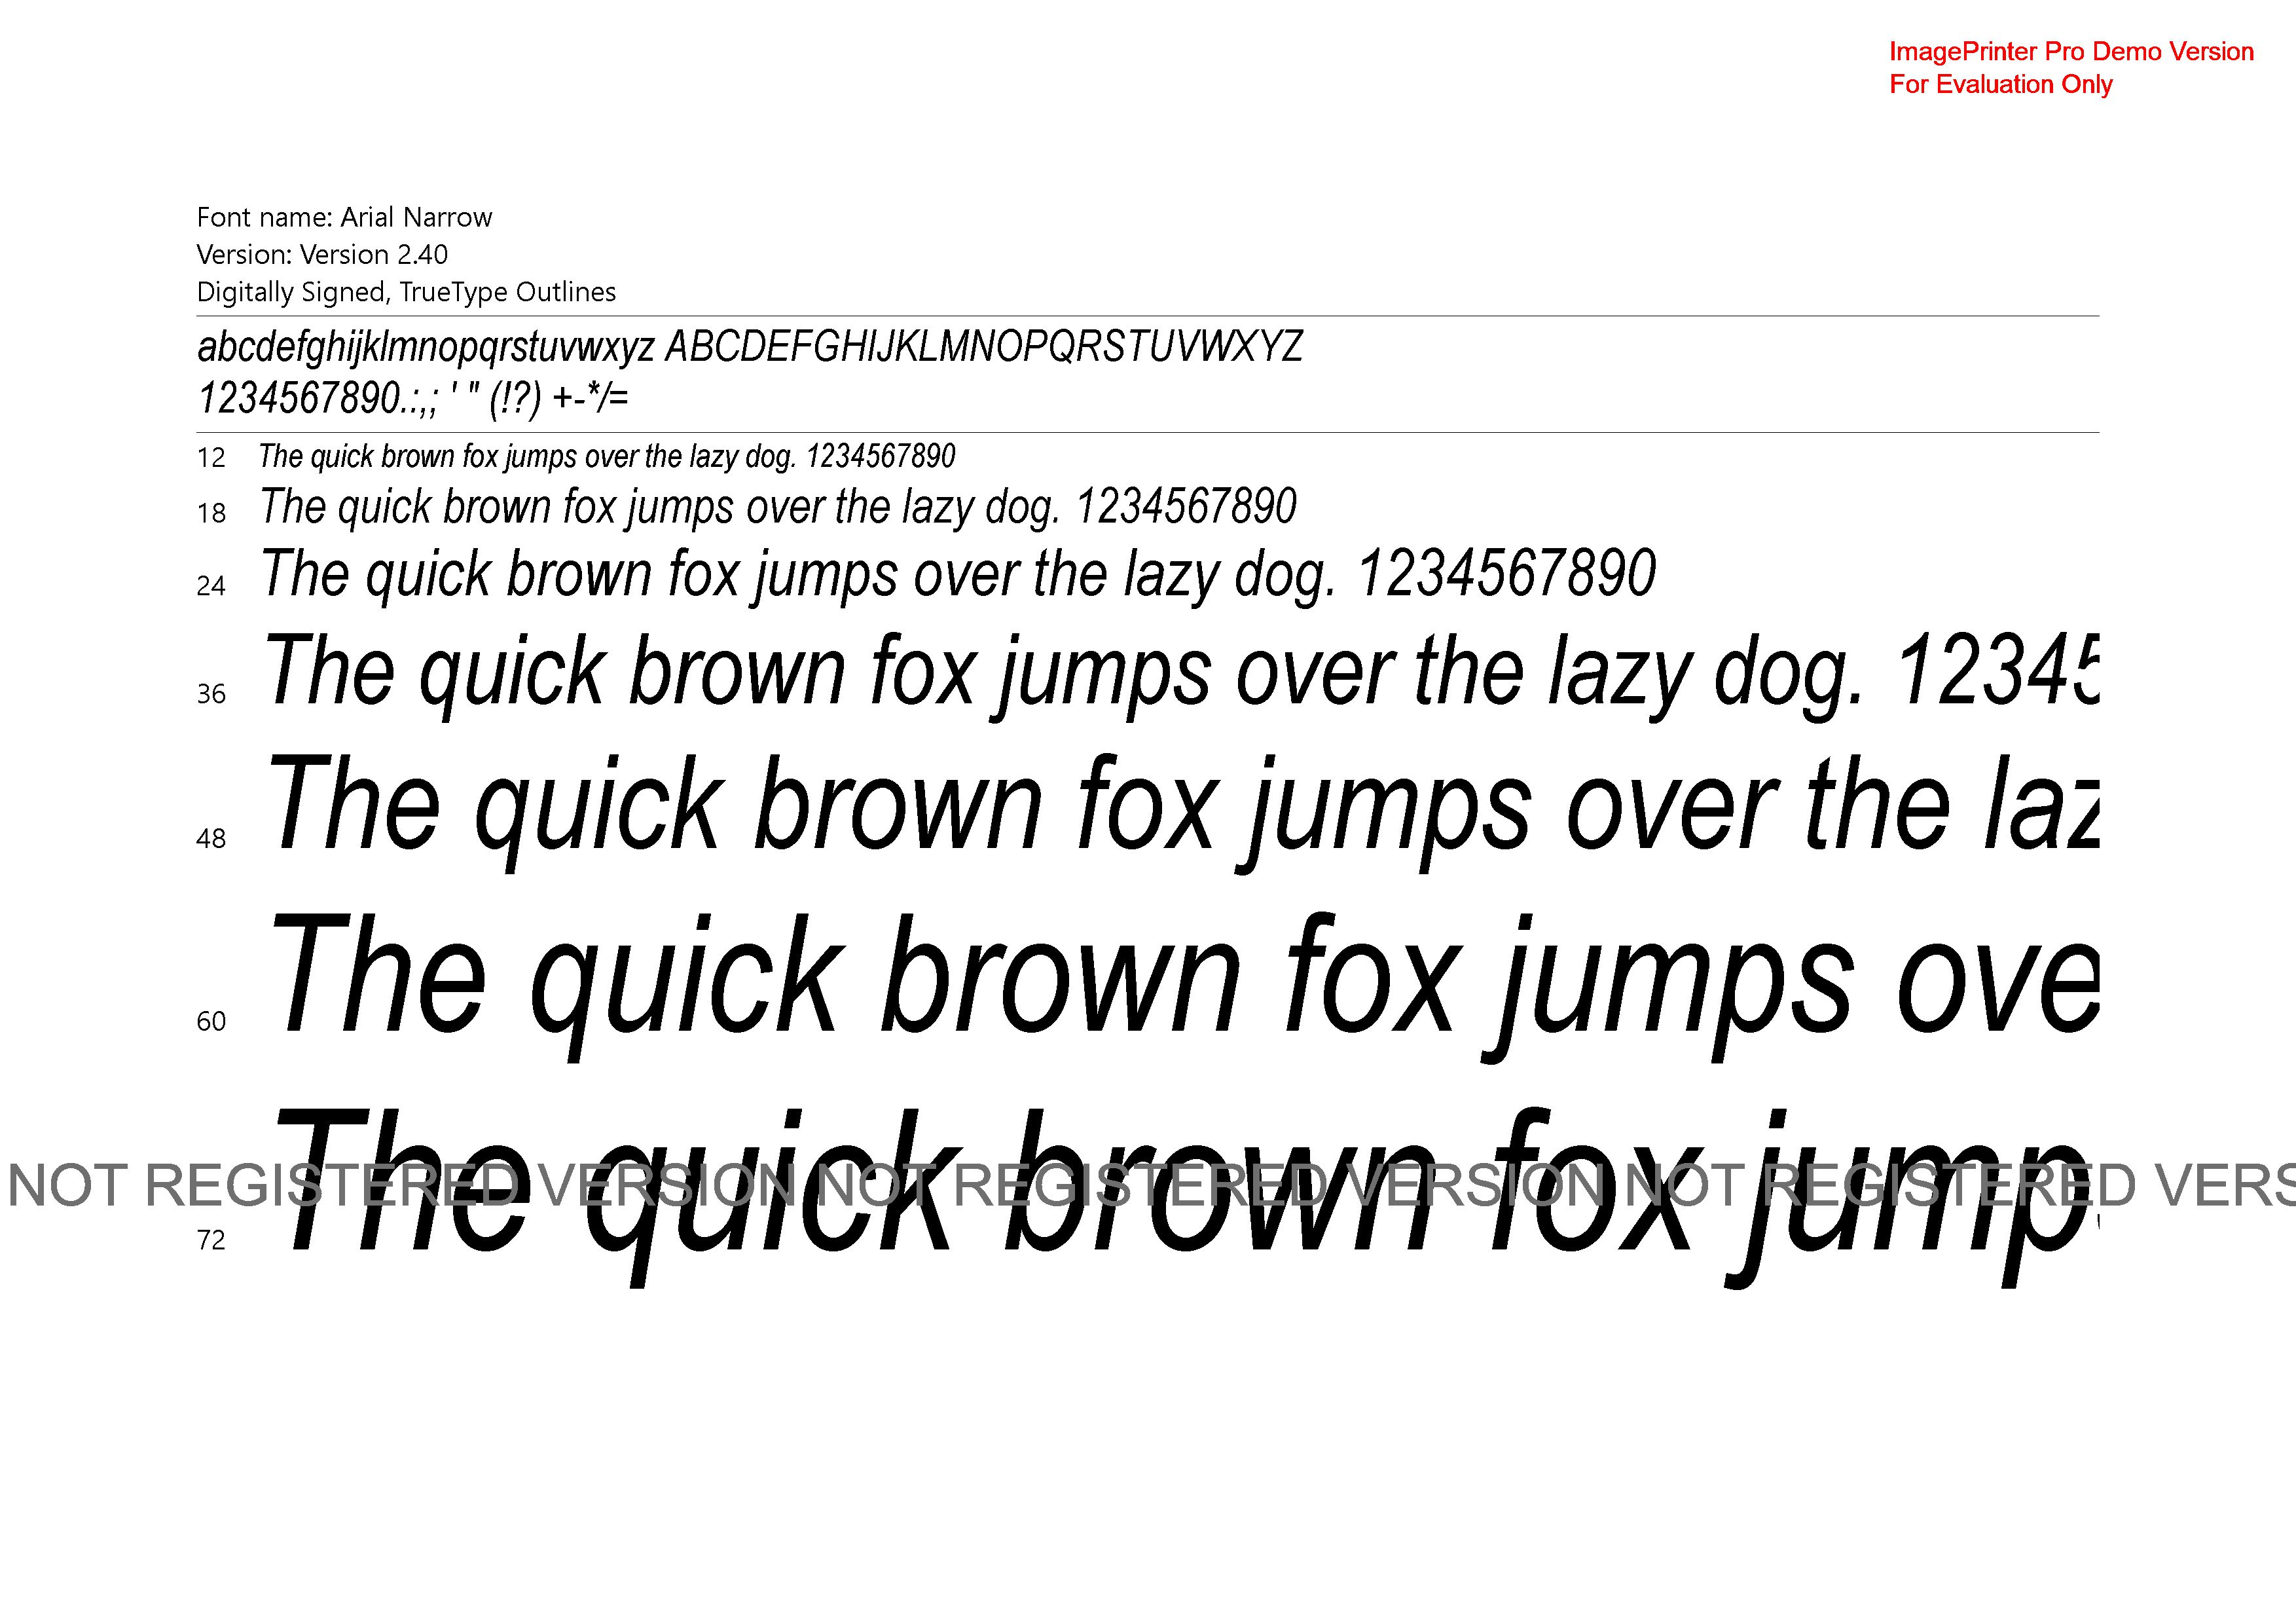 ImagePrinter Pro Demo Version
For Evaluation Only
Font name: Arial Narrow
Version: Version 2.40
Digitally Signed, TrueType Outlines
abcdefghijklmnopqrstuvwxyz ABCDEFGHIJKLMNOPQRSTUVWXYZ
1234567890.:,; ' " (!?) +-*/=
12 The quick brown fox jumps over the lazy dog. 1234567890
18 The quick brown fox jumps over the lazy dog. 1234567890
24 The quick brown fox jumps over the lazy dog. 1234567890
36 The quick brown fox jumps over the lazy dog. 12345
48 The quick brown fox jumps over the laz
60 The quick brown fox jumps ove
72 The quick brown fox jump
NOT REGISTERED VERSION NOT REGISTERED VERSION NOT REGISTERED VERS